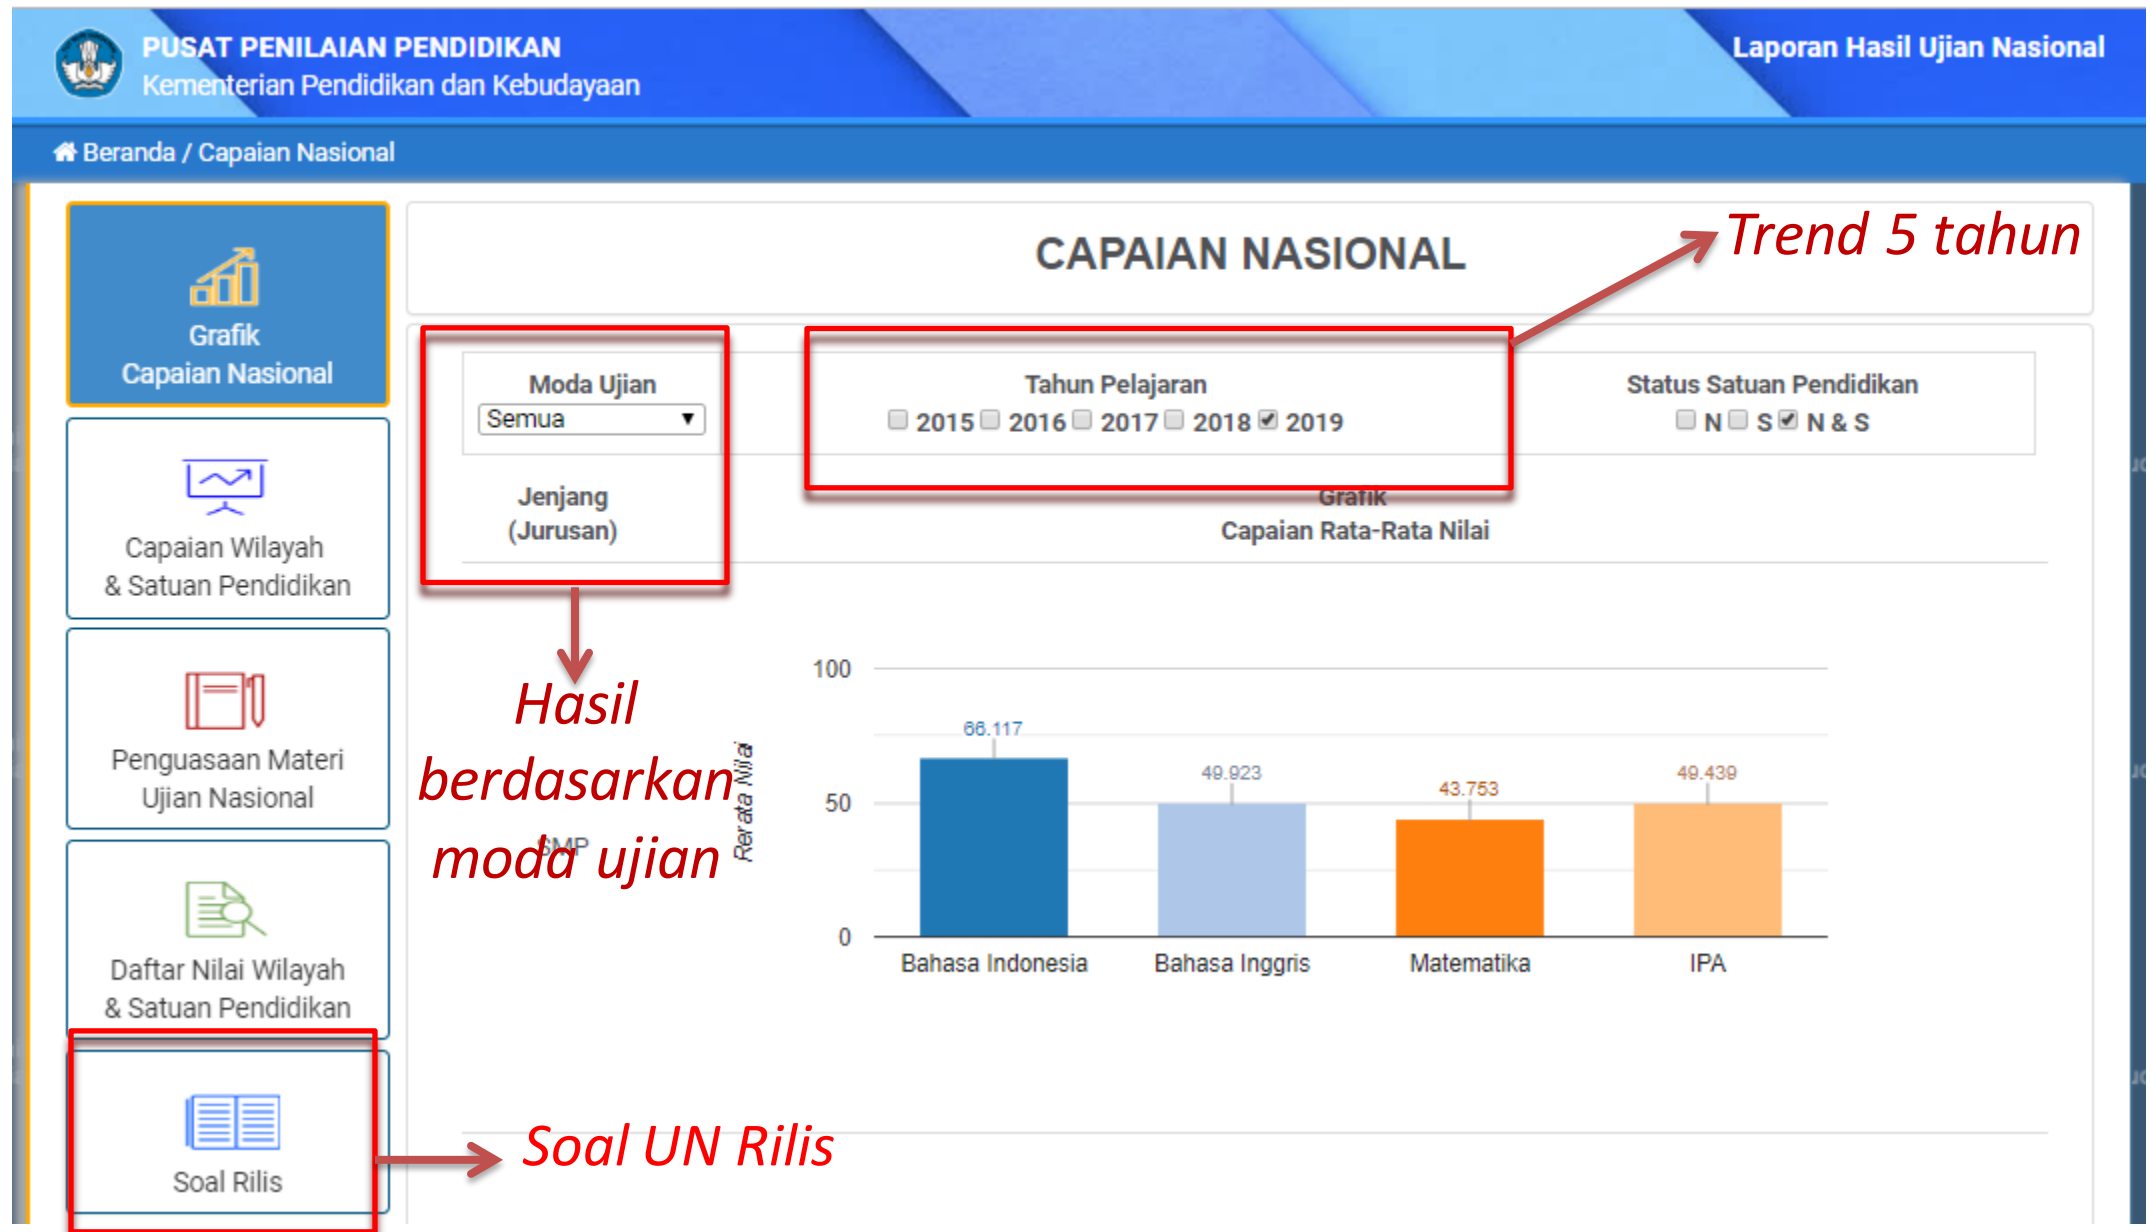 PUSAT PENILAIAN PENDIDIKAN
Kementerian Pendidikan dan Kebudayaan
Laporan Hasil Ujian Nasional
Beranda / Capaian Nasional
Grafik
Capaian Nasional
Capaian Wilayah
& Satuan Pendidikan
Penguasaan Materi
Ujian Nasional
Daftar Nilai Wilayah
& Satuan Pendidikan
Soal Rilis
CAPAIAN NASIONAL
Trend 5 tahun
Moda Ujian
Semua
Tahun Pelajaran
2015 2016 2017 2018 2019
Status Satuan Pendidikan
N S N & S
Jenjang
(Jurusan)
Grafik
Capaian Rata-Rata Nilai
Hasil
berdasarkan
moda ujian
SMP
Rerata Nilai
100
50
0
66.117
49.923
43.753
49.439
Bahasa Indonesia
Bahasa Inggris
Matematika
IPA
Soal UN Rilis